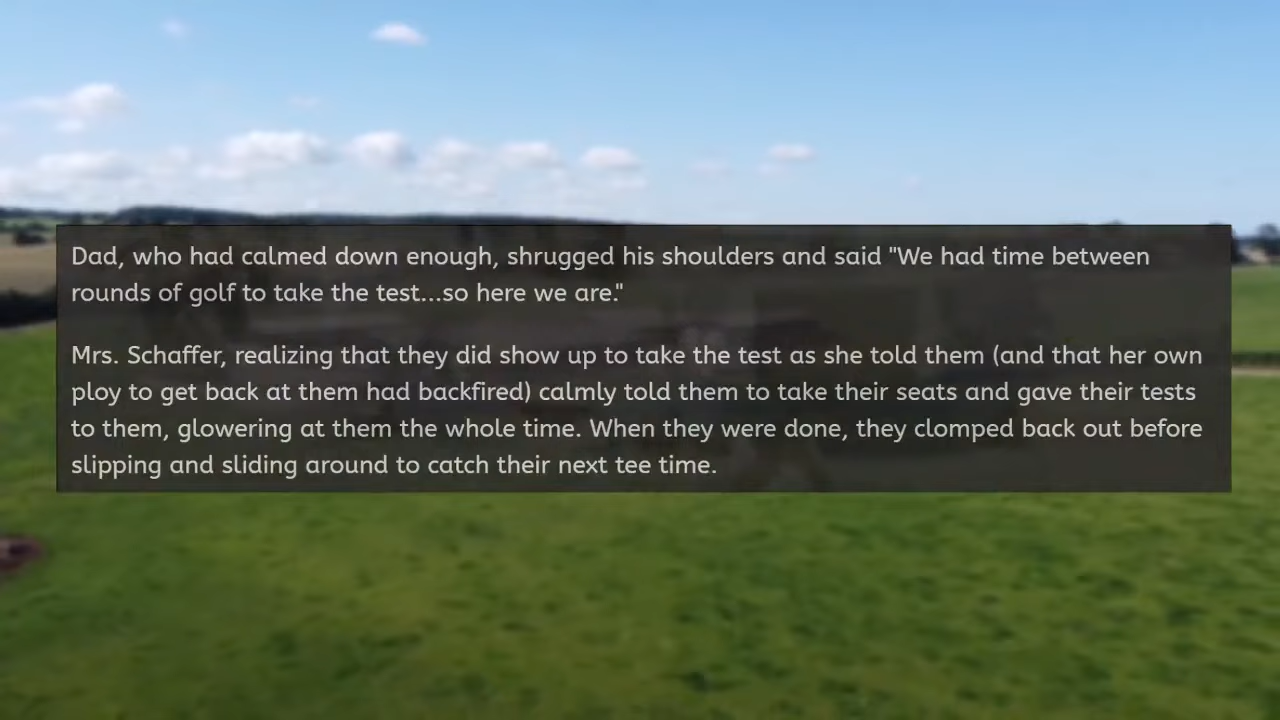 Dad, who had calmed down enough, shrugged his shoulders and said "We had time between
rounds of golf to take the test...so here we are."
Mrs. Schaffer, realizing that they did show up to take the test as she told them (and that her own
ploy to get back at them had backfired) calmly told them to take their seats and gave their tests
to them, glowering at them the whole time. When they were done, they clomped back out before
slipping and sliding around to catch their next tee time.